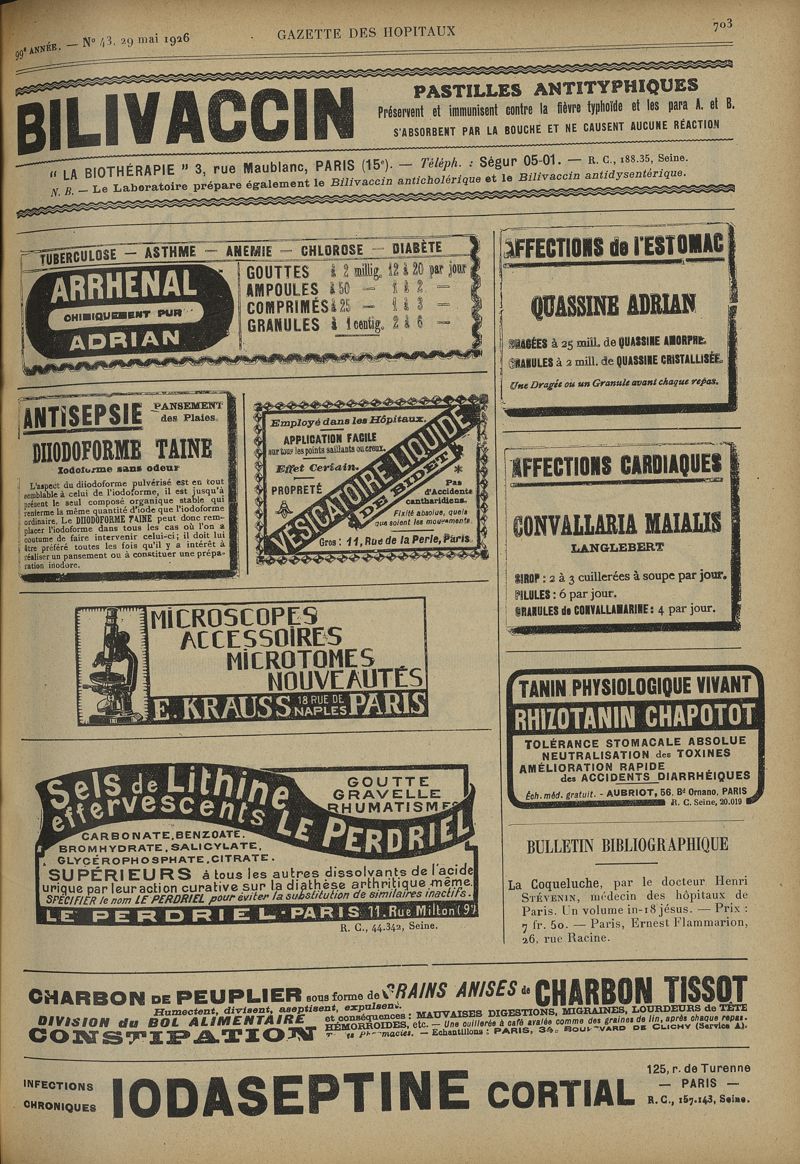 99e ANNÉE. — No 43, 29 mai 1926
GAZETTE DES HOPITAUX
703
BILIVACCIN
PASTILLES ANTITYPHIQUES
Préservent et immunisent contre la fièvre typhoïde et les para A. et B.
S'ABSORBENT PAR LA BOUCHE ET NE CAUSENT AUCUNE RÉACTION
" LA BIOTHÉRAPIE " 3, rue Maublanc, PARIS (15e). — Téléph. : Ségur 05-01. — R. C., 188.35, Seine.
N. B. — Le Laboratoire prépare également le Bilivaccin anticholérique et le Bilivaccin antidysentérique.
TUBERCULOSE — ASTHME — ANEMIE — CHLOROSE — DIABÈTE
ARRHENAL
CHIMIQUEMENT PUR
ADRIAN
GOUTTES à 2 millig. 12 à 20 par jour
AMPOULES à 50 — 1 à 2 —
COMPRIMÉS à 25 — 1 à 3 —
GRANULES à 1 centig. 2 à 6 —
AFFECTIONS de l'ESTOMAC
QUASSINE ADRIAN
DRAGÉES à 25 mill. de QUASSINE AMORPHE.
GRANULES à 2 mill. de QUASSINE CRISTALLISÉE.
Une Dragée ou un Granule avant chaque repas.
ANTISEPSIE PANSEMENT
des Plaies.
DIIODOFORME TAINE
Iodoforme sans odeur
L'aspect du diiodoforme pulvérisé est en tout
semblable à celui de l'iodoforme, il est jusqu'à
présent le seul composé organique stable qui
renferme la même quantité d'iode que l'iodoforme
ordinaire. Le DIIODOFORME TAINE peut donc rem-
placer l'iodoforme dans tous les cas où l'on a
coutume de faire intervenir celui-ci; il doit lui
être préféré toutes les fois qu'il y a intérêt à
réaliser un pansement ou à constituer une prépa-
ration inodore.
Employé dans les Hôpitaux.
APPLICATION FACILE
sur tous les points saillants ou creux.
Effet Certain.
PROPRETÉ
VÉSICATOIRE LIQUIDE
DE BIDET
Pas
d'Accidents
cantharidiens.
Fixité absolue, quels
que soient les mouvements.
Gros : 11, Rue de la Perle, Paris.
AFFECTIONS CARDIAQUES
CONVALLARIA MAIALIS
LANGLEBERT
SIROP : 2 à 3 cuillerées à soupe par jour.
PILULES : 6 par jour.
GRANULES de CONVALLAMARINE : 4 par jour.
MICROSCOPES
ACCESSOIRES
MICROTOMES
NOUVEAUTÉS
E. KRAUSS 18 RUE DE NAPLES PARIS
TANIN PHYSIOLOGIQUE VIVANT
RHIZOTANIN CHAPOTOT
TOLÉRANCE STOMACALE ABSOLUE
NEUTRALISATION des TOXINES
AMÉLIORATION RAPIDE
des ACCIDENTS DIARRHÉIQUES
Éch. méd. gratuit. - AUBRIOT, 56, Bd Ornano, PARIS
R. C. Seine, 20.019
Sels de Lithine
effervescents LE PERDRIEL
GOUTTE
GRAVELLE
RHUMATISME
CARBONATE, BENZOATE,
BROMHYDRATE, SALICYLATE,
GLYCÉROPHOSPHATE, CITRATE.
SUPÉRIEURS à tous les autres dissolvants de l'acide
urique par leur action curative sur la diathèse arthritique même.
SPÉCIFIER le nom LE PERDRIEL pour éviter la substitution de similaires inactifs.
LE PERDRIEL-PARIS 11, Rue Milton (9e)
R. C., 44.342, Seine.
BULLETIN BIBLIOGRAPHIQUE
La Coqueluche, par le docteur Henri
STÉVENIN, médecin des hôpitaux de
Paris. Un volume in-18 jésus. — Prix :
7 fr. 50. — Paris, Ernest Flammarion,
26, rue Racine.
CHARBON DE PEUPLIER sous forme de GRAINS ANISES de CHARBON TISSOT
Humectent, divisent, aseptisent, expulsent.
DIVISION du BOL ALIMENTAIRE et conséquences : MAUVAISES DIGESTIONS, MIGRAINES, LOURDEURS de TÊTE
HÉMORROIDES, etc. — Une cuillerée à café avalée comme des graines de lin, après chaque repas.
CONSTIPATION
Échantillons : PARIS, 34, BOULEVARD DE CLICHY (Service A).
INFECTIONS
CHRONIQUES
IODASEPTINE CORTIAL
125, r. de Turenne
— PARIS —
R. C., 157.143, Seine.